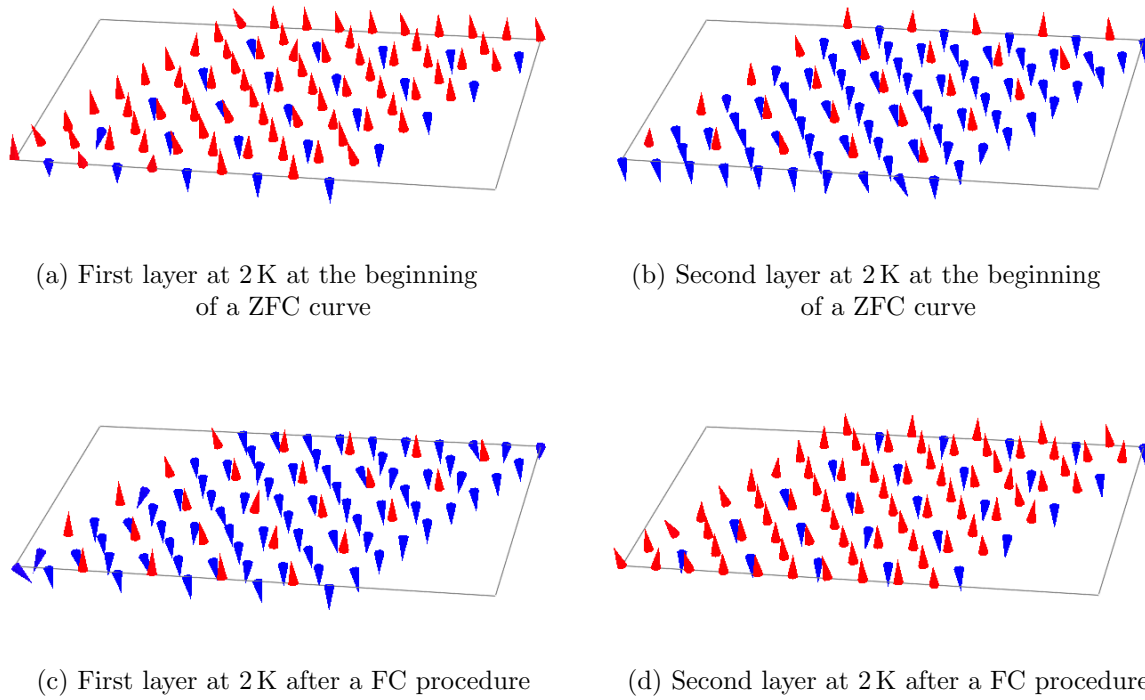 (a) First layer at 2 K at the beginning
of a ZFC curve
(b) Second layer at 2 K at the beginning
of a ZFC curve
(c) First layer at 2 K after a FC procedure
(d) Second layer at 2 K after a FC procedure